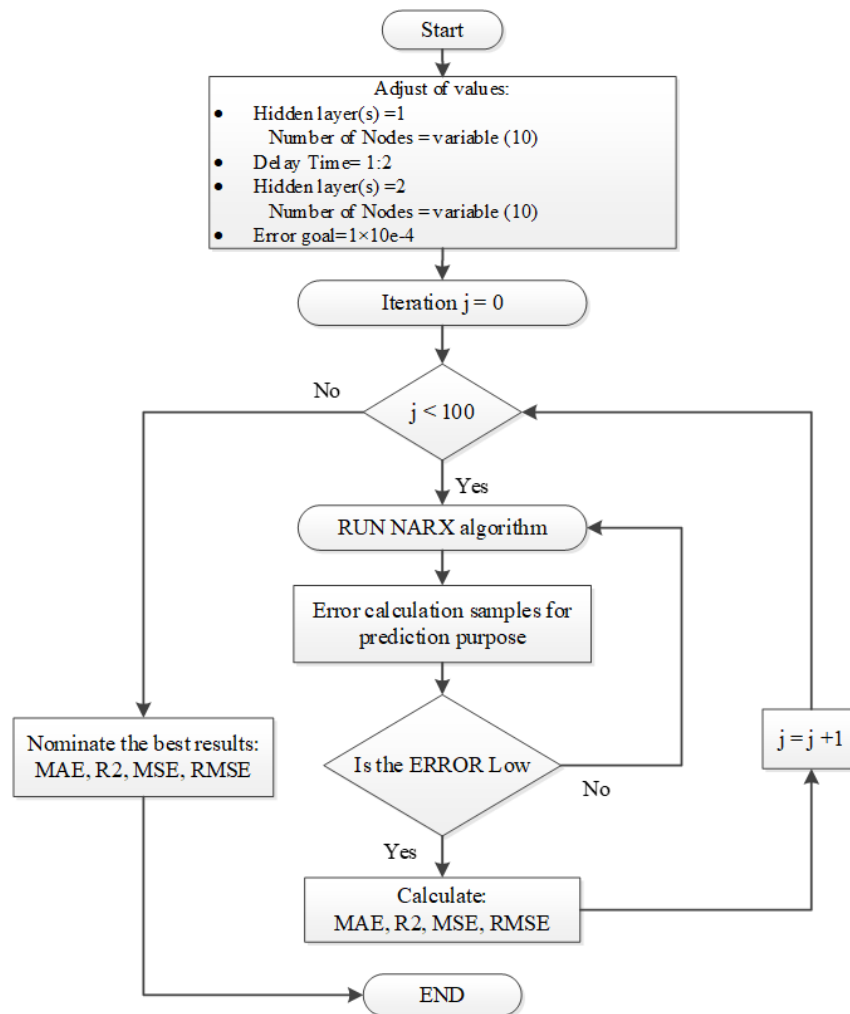 Start
Adjust of values:
• Hidden layer(s) =1
Number of Nodes = variable (10)
• Delay Time= 1:2
• Hidden layer(s) =2
Number of Nodes = variable (10)
• Error goal=1×10e-4
Iteration j = 0
No
j < 100
Yes
RUN NARX algorithm
Error calculation samples for
prediction purpose
Nominate the best results:
MAE, R2, MSE, RMSE
Is the ERROR Low
No
j = j +1
Yes
Calculate:
MAE, R2, MSE, RMSE
END